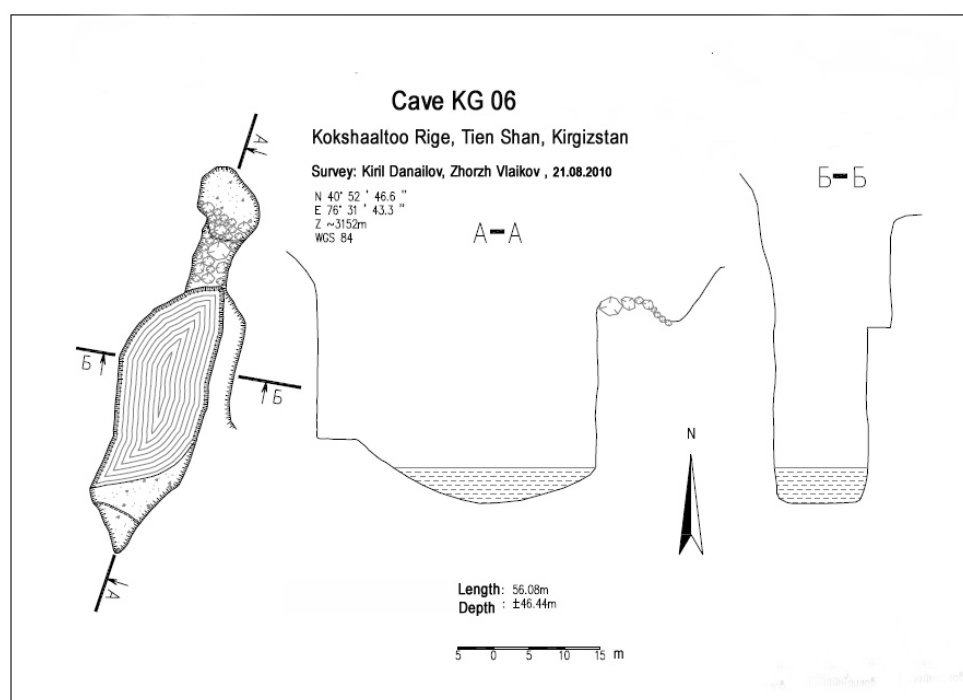 Cave KG 06
Kokshaaltoo Rige, Tien Shan, Kirgizstan
Survey: Kiril Danailov, Zhorzh Vlaikov , 21.08.2010
N 40° 52 ' 46.6 "
E 76° 31 ' 43.3 "
Z ~3152m
WGS 84
А
А-А
Б-Б
Б
Б
А
N
Length: 56.08m
Depth : ±46.44m
5 0 5 10 15 m